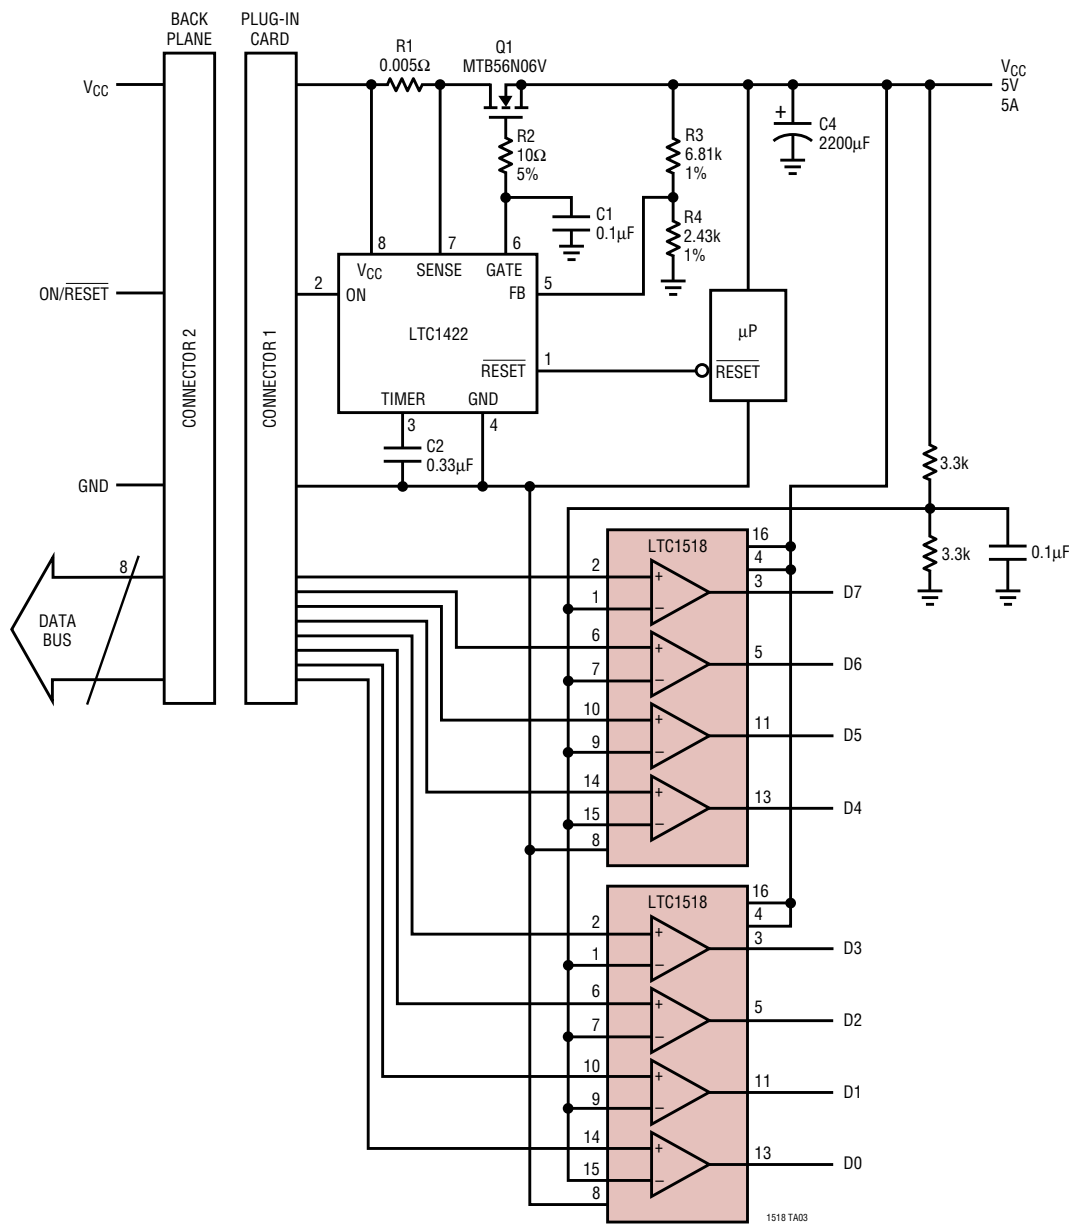 BACK
PLANE
PLUG-IN
CARD
R1
0.005Ω
Q1
MTB56N06V
VCC
VCC
5V
5A
R2
10Ω
5%
R3
6.81k
1%
+
C4
2200µF
C1
0.1µF
R4
2.43k
1%
8
7
6
VCC
SENSE
GATE
ON/RESET
2
ON
FB
5
LTC1422
µP
CONNECTOR 2
CONNECTOR 1
RESET
1
RESET
TIMER
GND
3
4
C2
0.33µF
GND
3.3k
3.3k
0.1µF
8
DATA
BUS
LTC1518
16
4
2
+
3
D7
1
–
6
+
5
D6
7
–
10
+
11
D5
9
–
14
+
13
D4
15
–
8
LTC1518
16
4
2
+
3
D3
1
–
6
+
5
D2
7
–
10
+
11
D1
9
–
14
+
13
D0
15
–
8
1518 TA03